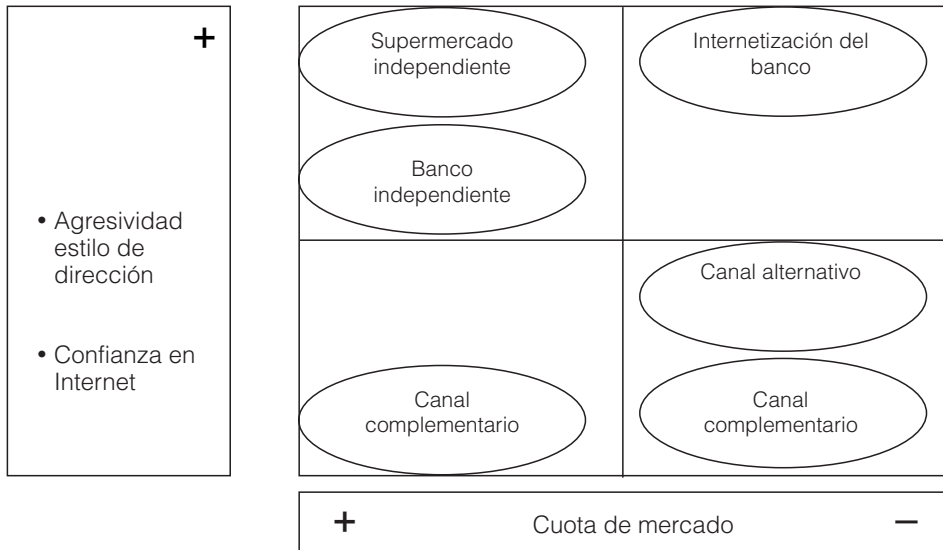 +
• Agresividad
estilo de
dirección
• Confianza en
Internet
Supermercado
independiente
Internetización del
banco
Banco
independiente
Canal alternativo
Canal
complementario
Canal
complementario
+ Cuota de mercado −